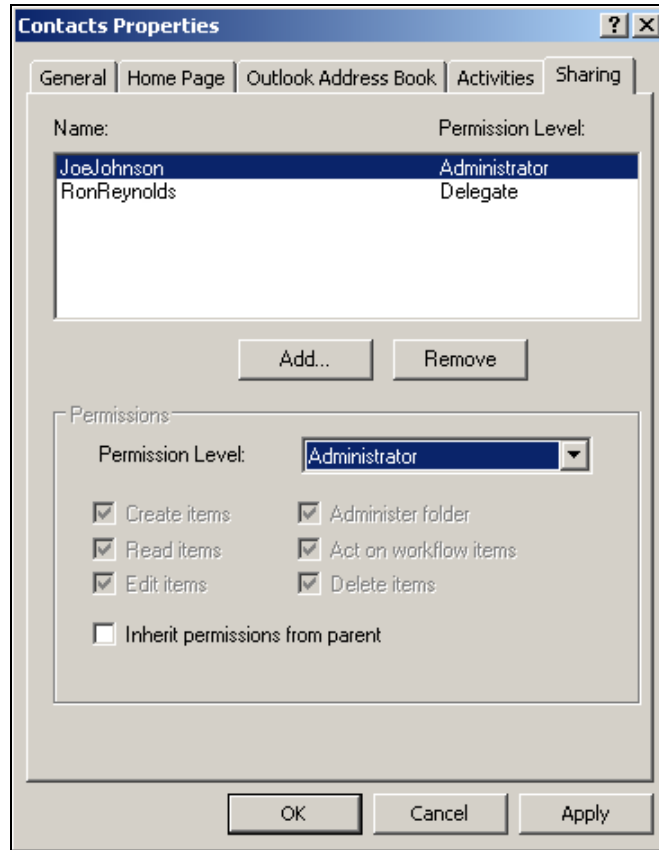 Contacts Properties
General Home Page Outlook Address Book Activities Sharing
Name: Permission Level:
JoeJohnson Administrator
RonReynolds Delegate
Add... Remove
Permissions
Permission Level: Administrator
Create items Administer folder
Read items Act on workflow items
Edit items Delete items
Inherit permissions from parent
OK Cancel Apply